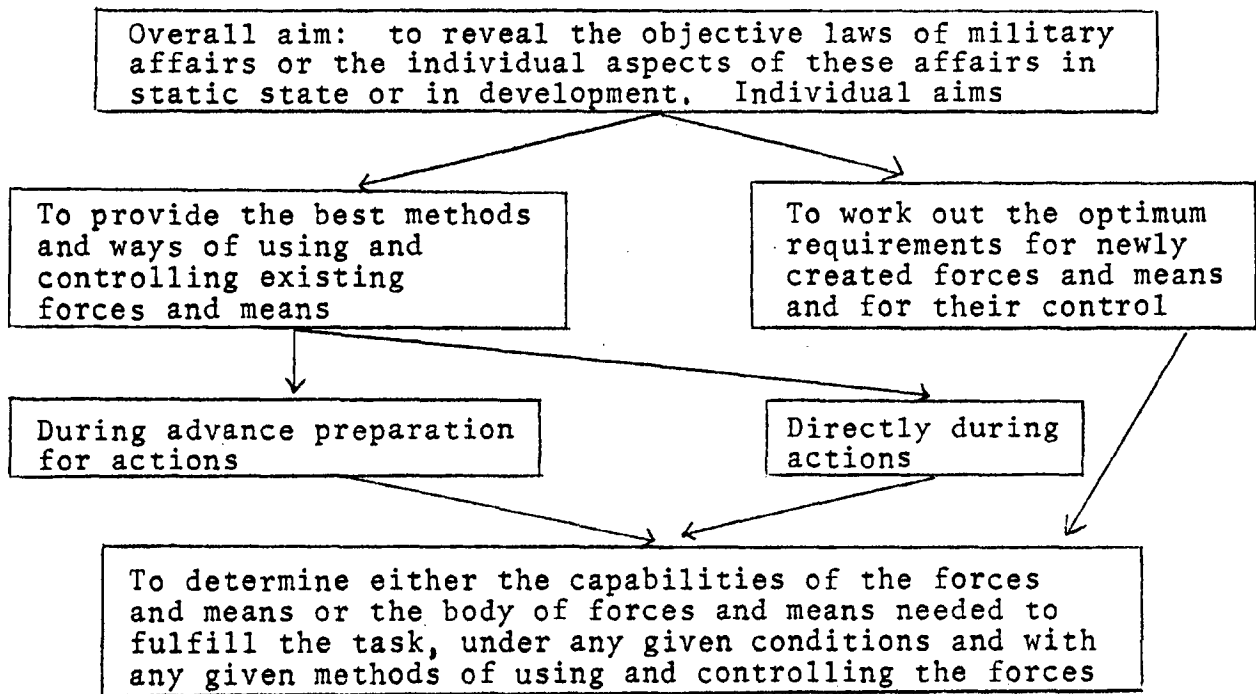 Overall aim: to reveal the objective laws of military
affairs or the individual aspects of these affairs in
static state or in development. Individual aims
To provide the best methods
and ways of using and
controlling existing
forces and means
To work out the optimum
requirements for newly
created forces and means
and for their control
During advance preparation
for actions
Directly during
actions
To determine either the capabilities of the forces
and means or the body of forces and means needed to
fulfill the task, under any given conditions and with
any given methods of using and controlling the forces